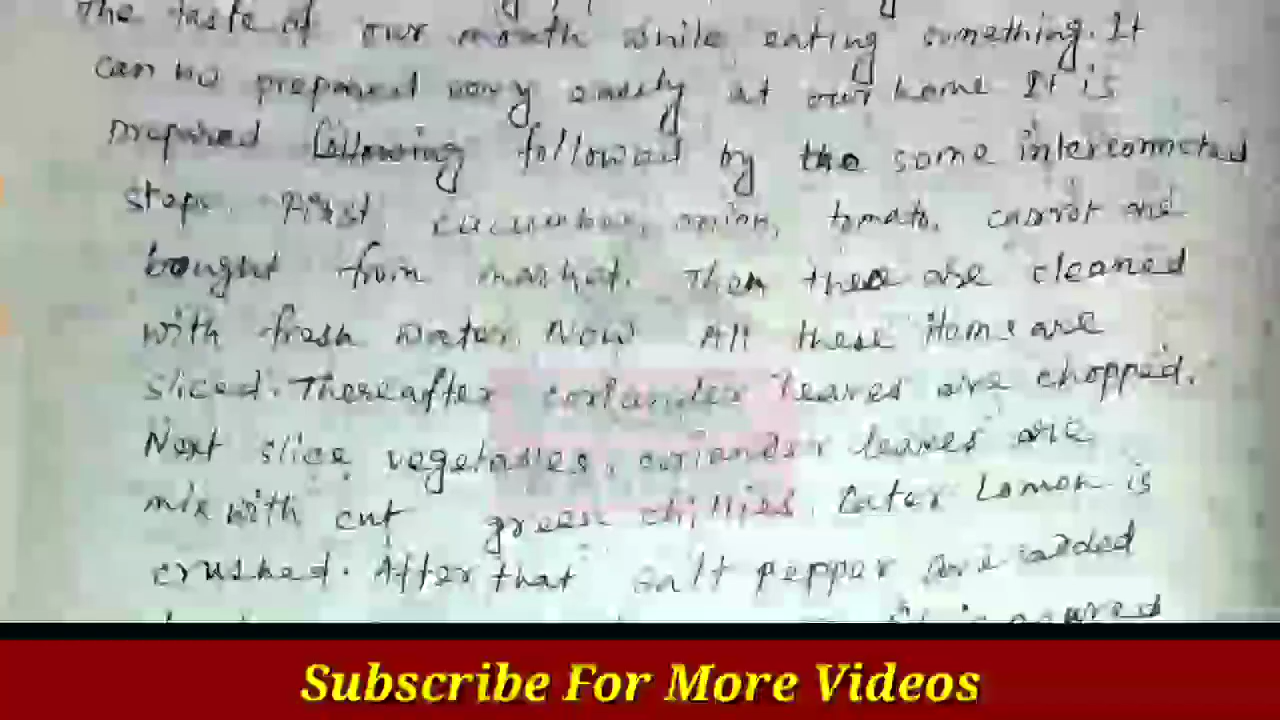 the taste of our mouth while eating something. It
can be prepared very easily at our home It is
prepared following followed by the some interconnected
steps. First, cucumber, onion, tomato, carrot are
bought from market. Then these are cleaned
with fresh water. Now All these items are
sliced. Thereafter coriander leaves are chopped.
Next slice vegetables, coriander leaves are
mix with cut green chillies. Later Lemon is
crushed. After that salt pepper are added
Subscribe For More Videos